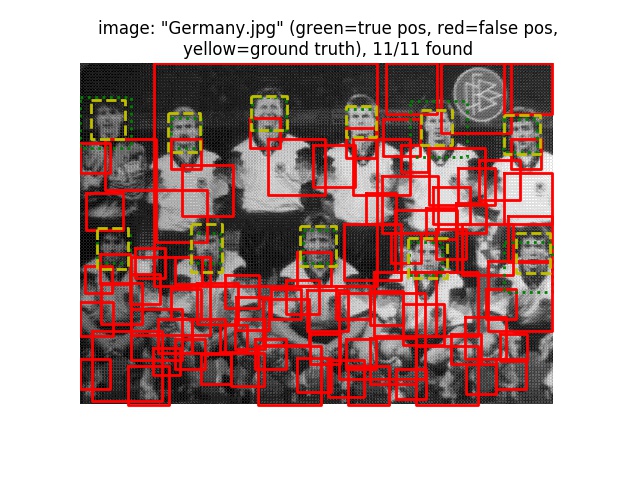 image: "Germany.jpg" (green=true pos, red=false pos,
yellow=ground truth), 11/11 found